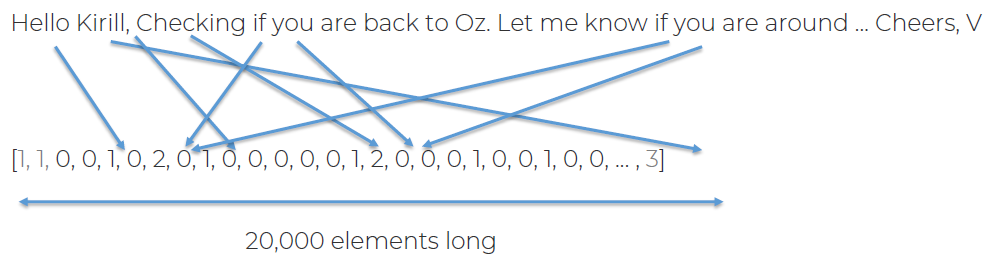 Hello Kirill, Checking if you are back to Oz. Let me know if you are around ... Cheers, V
[1, 1, 0, 0, 1, 0, 2, 0, 1, 0, 0, 0, 0, 0, 1, 2, 0, 0, 0, 1, 0, 0, 1, 0, 0, ... , 3]
20,000 elements long